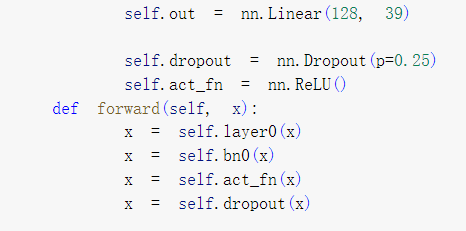 self.out = nn.Linear(128, 39)
self.dropout = nn.Dropout(p=0.25)
self.act_fn = nn.ReLU()
def forward(self, x):
x = self.layer0(x)
x = self.bn0(x)
x = self.act_fn(x)
x = self.dropout(x)